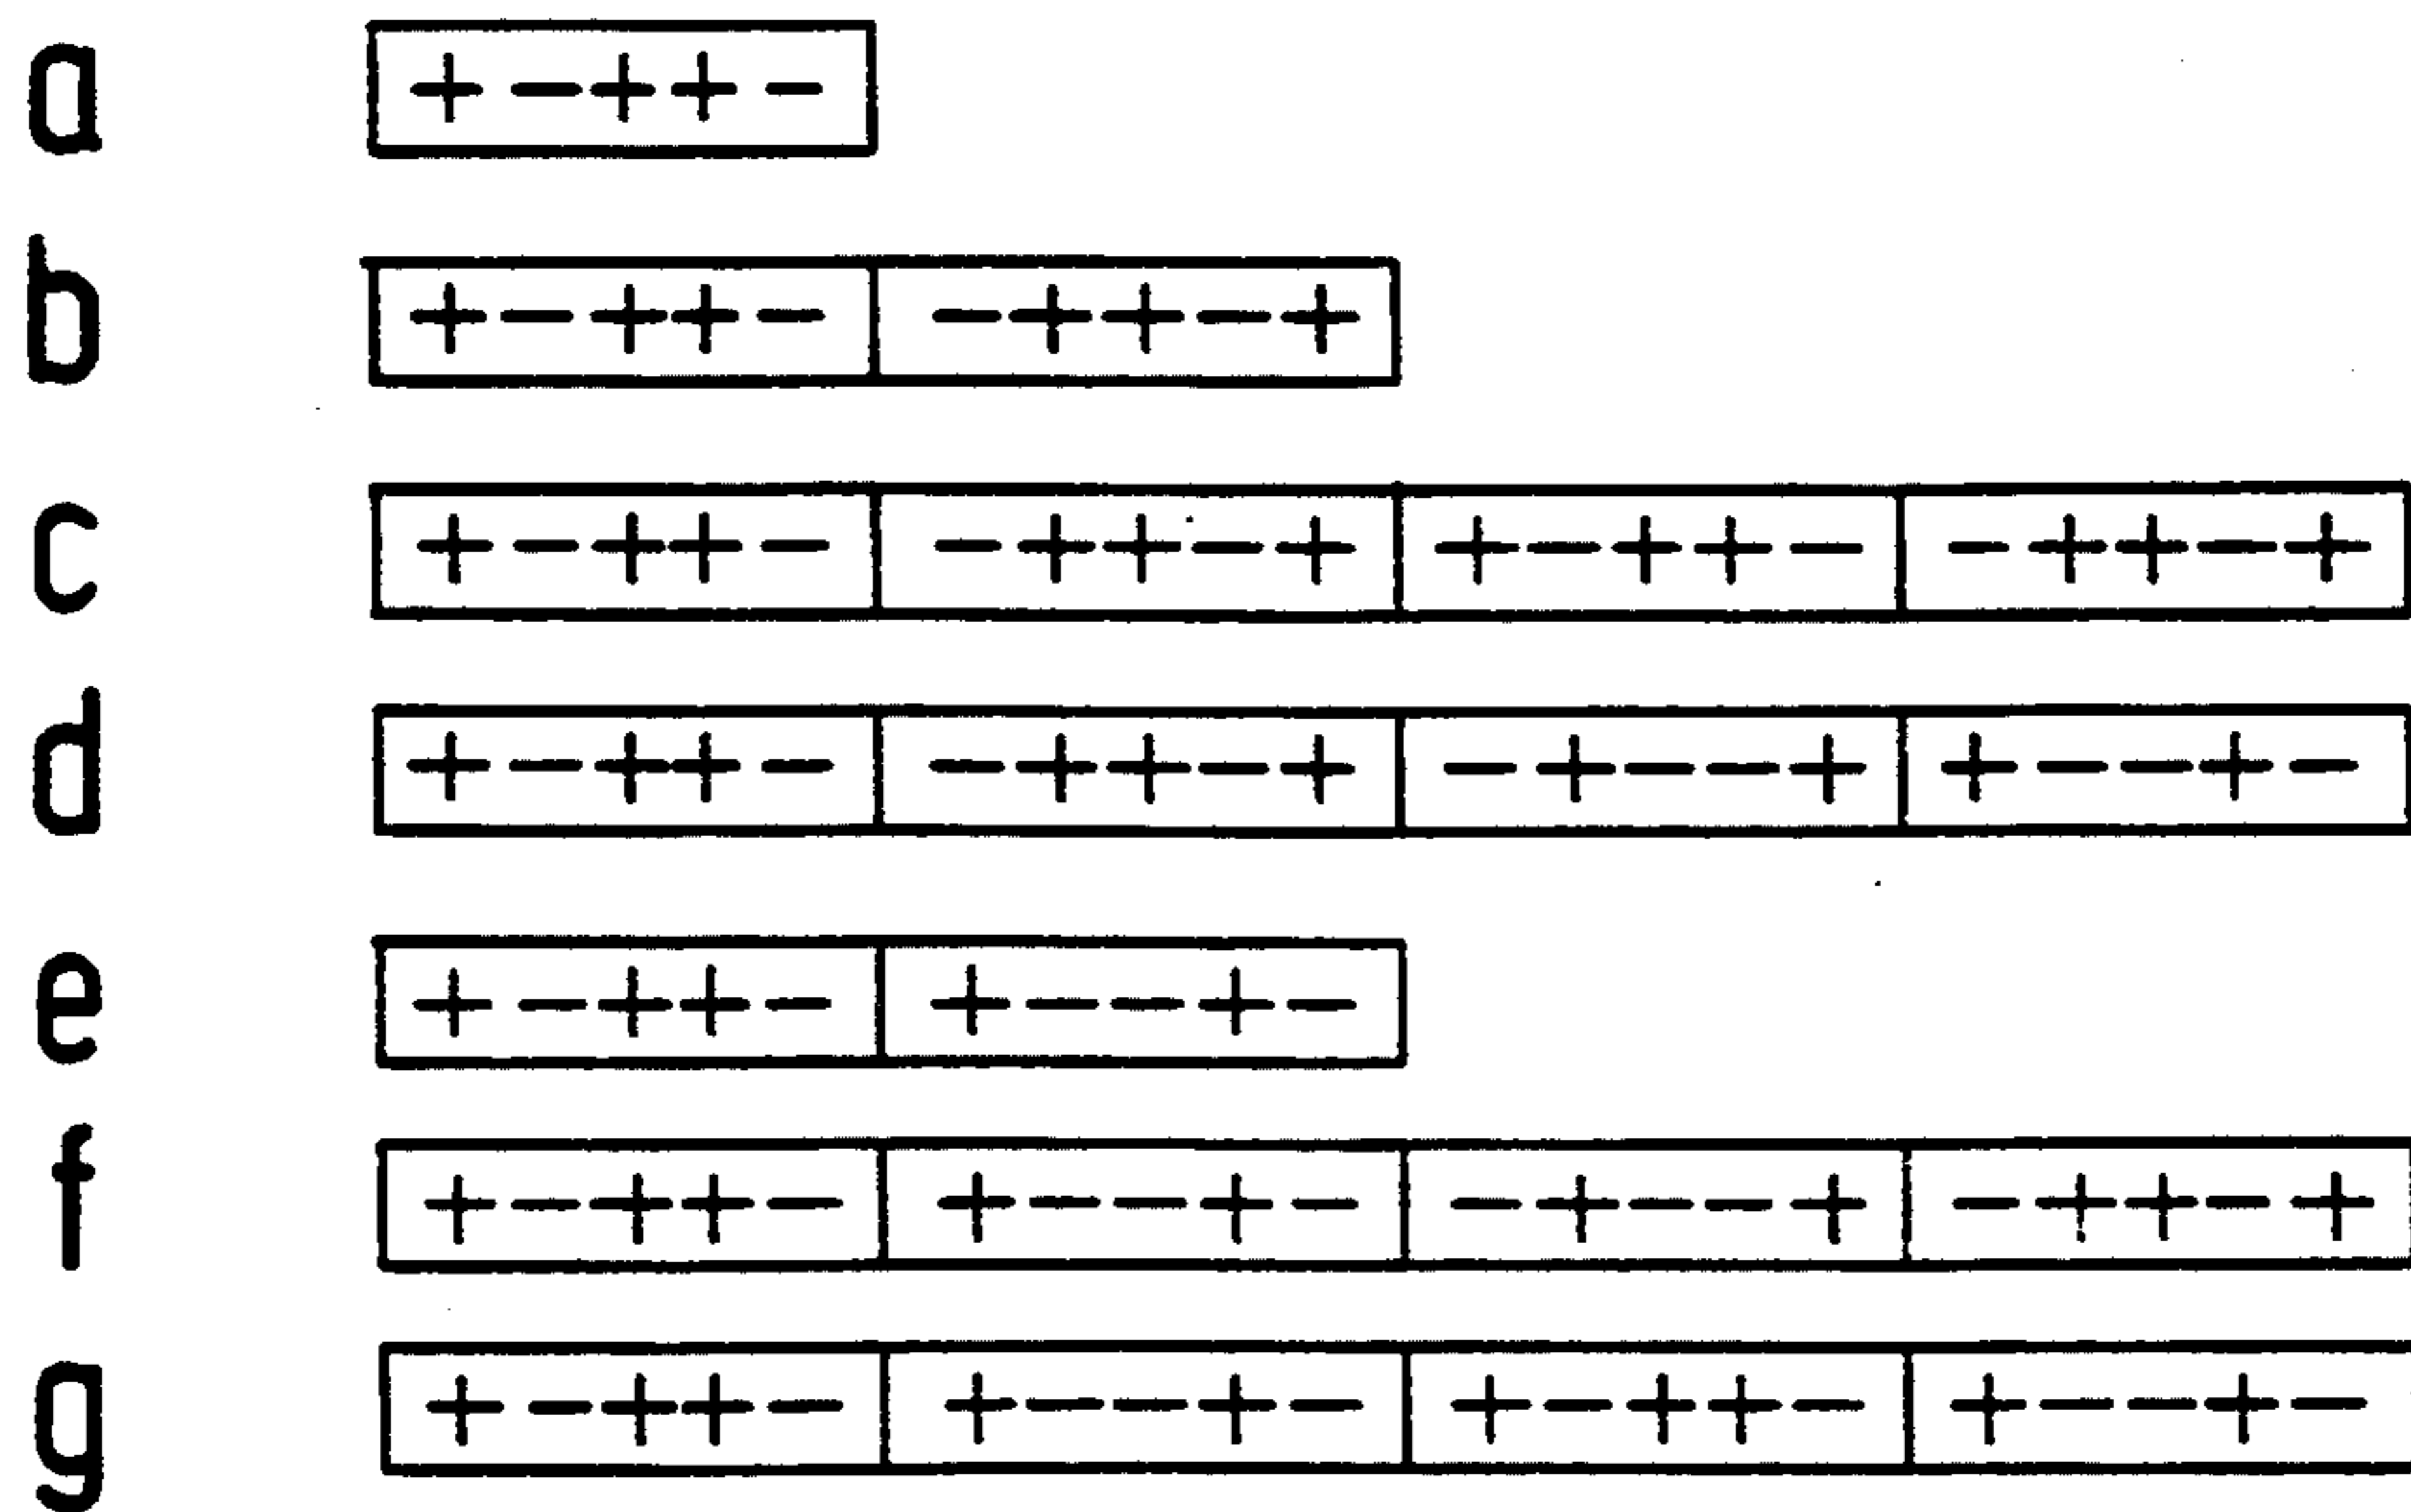 a + - + + -
b + - + + - - + + - +
c + - + + - - + + - + + - + + - - + + - +
d + - + + - - + + - + - + - - + + - - + -
e + - + + - + - - + -
f + - + + - + - - + - - + - - + - + + - +
g + - + + - + - - + - + - + + - + - - + -